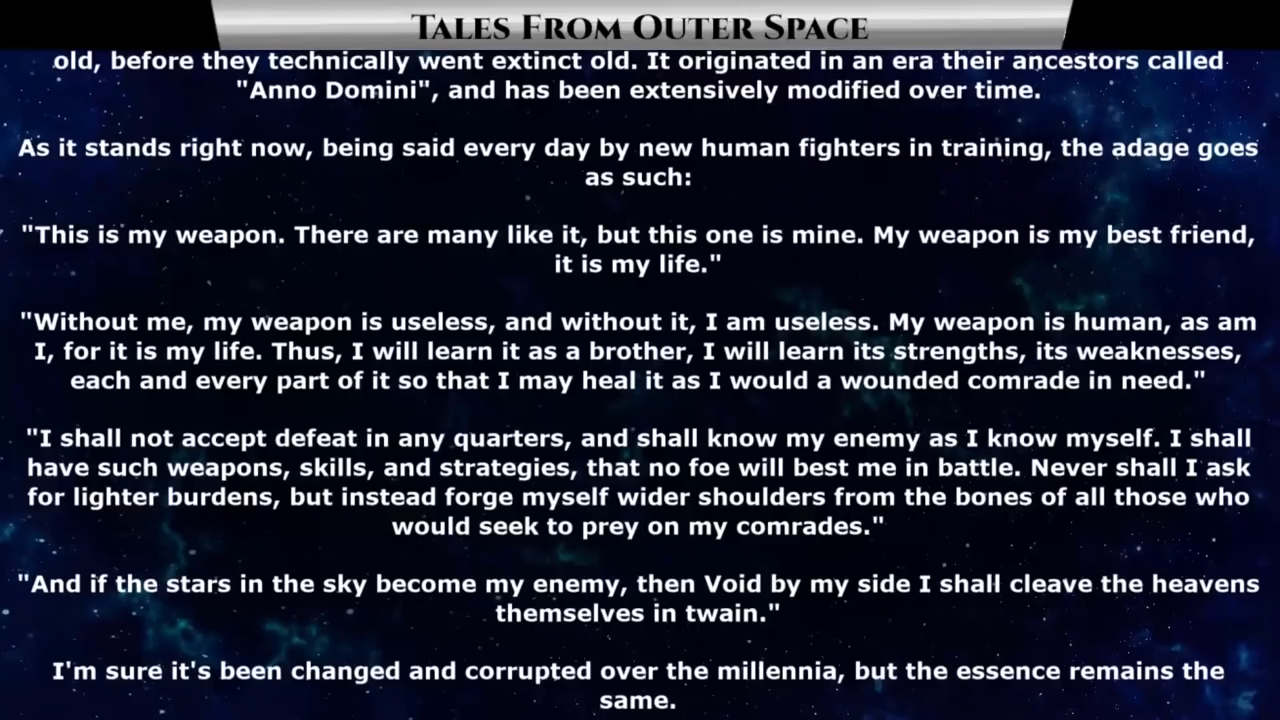 TALES FROM OUTER SPACE
old, before they technically went extinct old. It originated in an era their ancestors called
"Anno Domini", and has been extensively modified over time.
As it stands right now, being said every day by new human fighters in training, the adage goes
as such:
"This is my weapon. There are many like it, but this one is mine. My weapon is my best friend,
it is my life."
"Without me, my weapon is useless, and without it, I am useless. My weapon is human, as am
I, for it is my life. Thus, I will learn it as a brother, I will learn its strengths, its weaknesses,
each and every part of it so that I may heal it as I would a wounded comrade in need."
"I shall not accept defeat in any quarters, and shall know my enemy as I know myself. I shall
have such weapons, skills, and strategies, that no foe will best me in battle. Never shall I ask
for lighter burdens, but instead forge myself wider shoulders from the bones of all those who
would seek to prey on my comrades."
"And if the stars in the sky become my enemy, then Void by my side I shall cleave the heavens
themselves in twain."
I'm sure it's been changed and corrupted over the millennia, but the essence remains the
same.